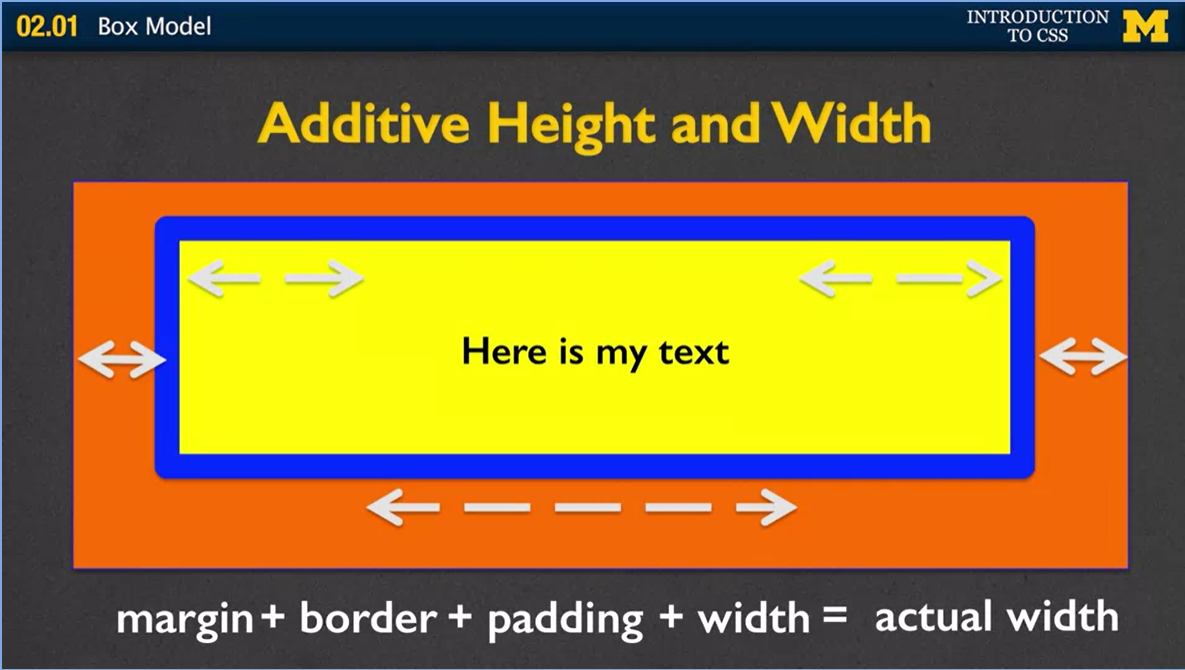 02.01 Box Model
INTRODUCTION
TO CSS
M
Additive Height and Width
Here is my text
margin + border + padding + width = actual width